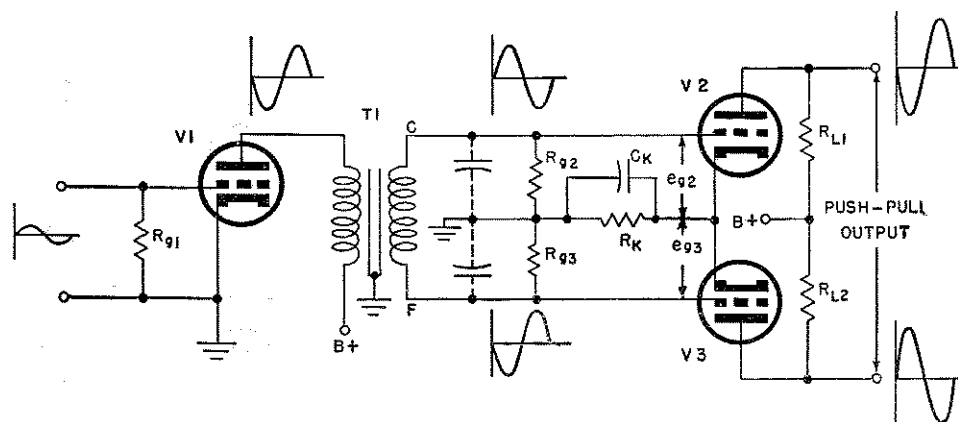 V1
T1
C
V2
Rg2
CK
RL1
eg2
Rg1
B+
PUSH-PULL
OUTPUT
RK
eg3
Rg3
RL2
B+
F
V3